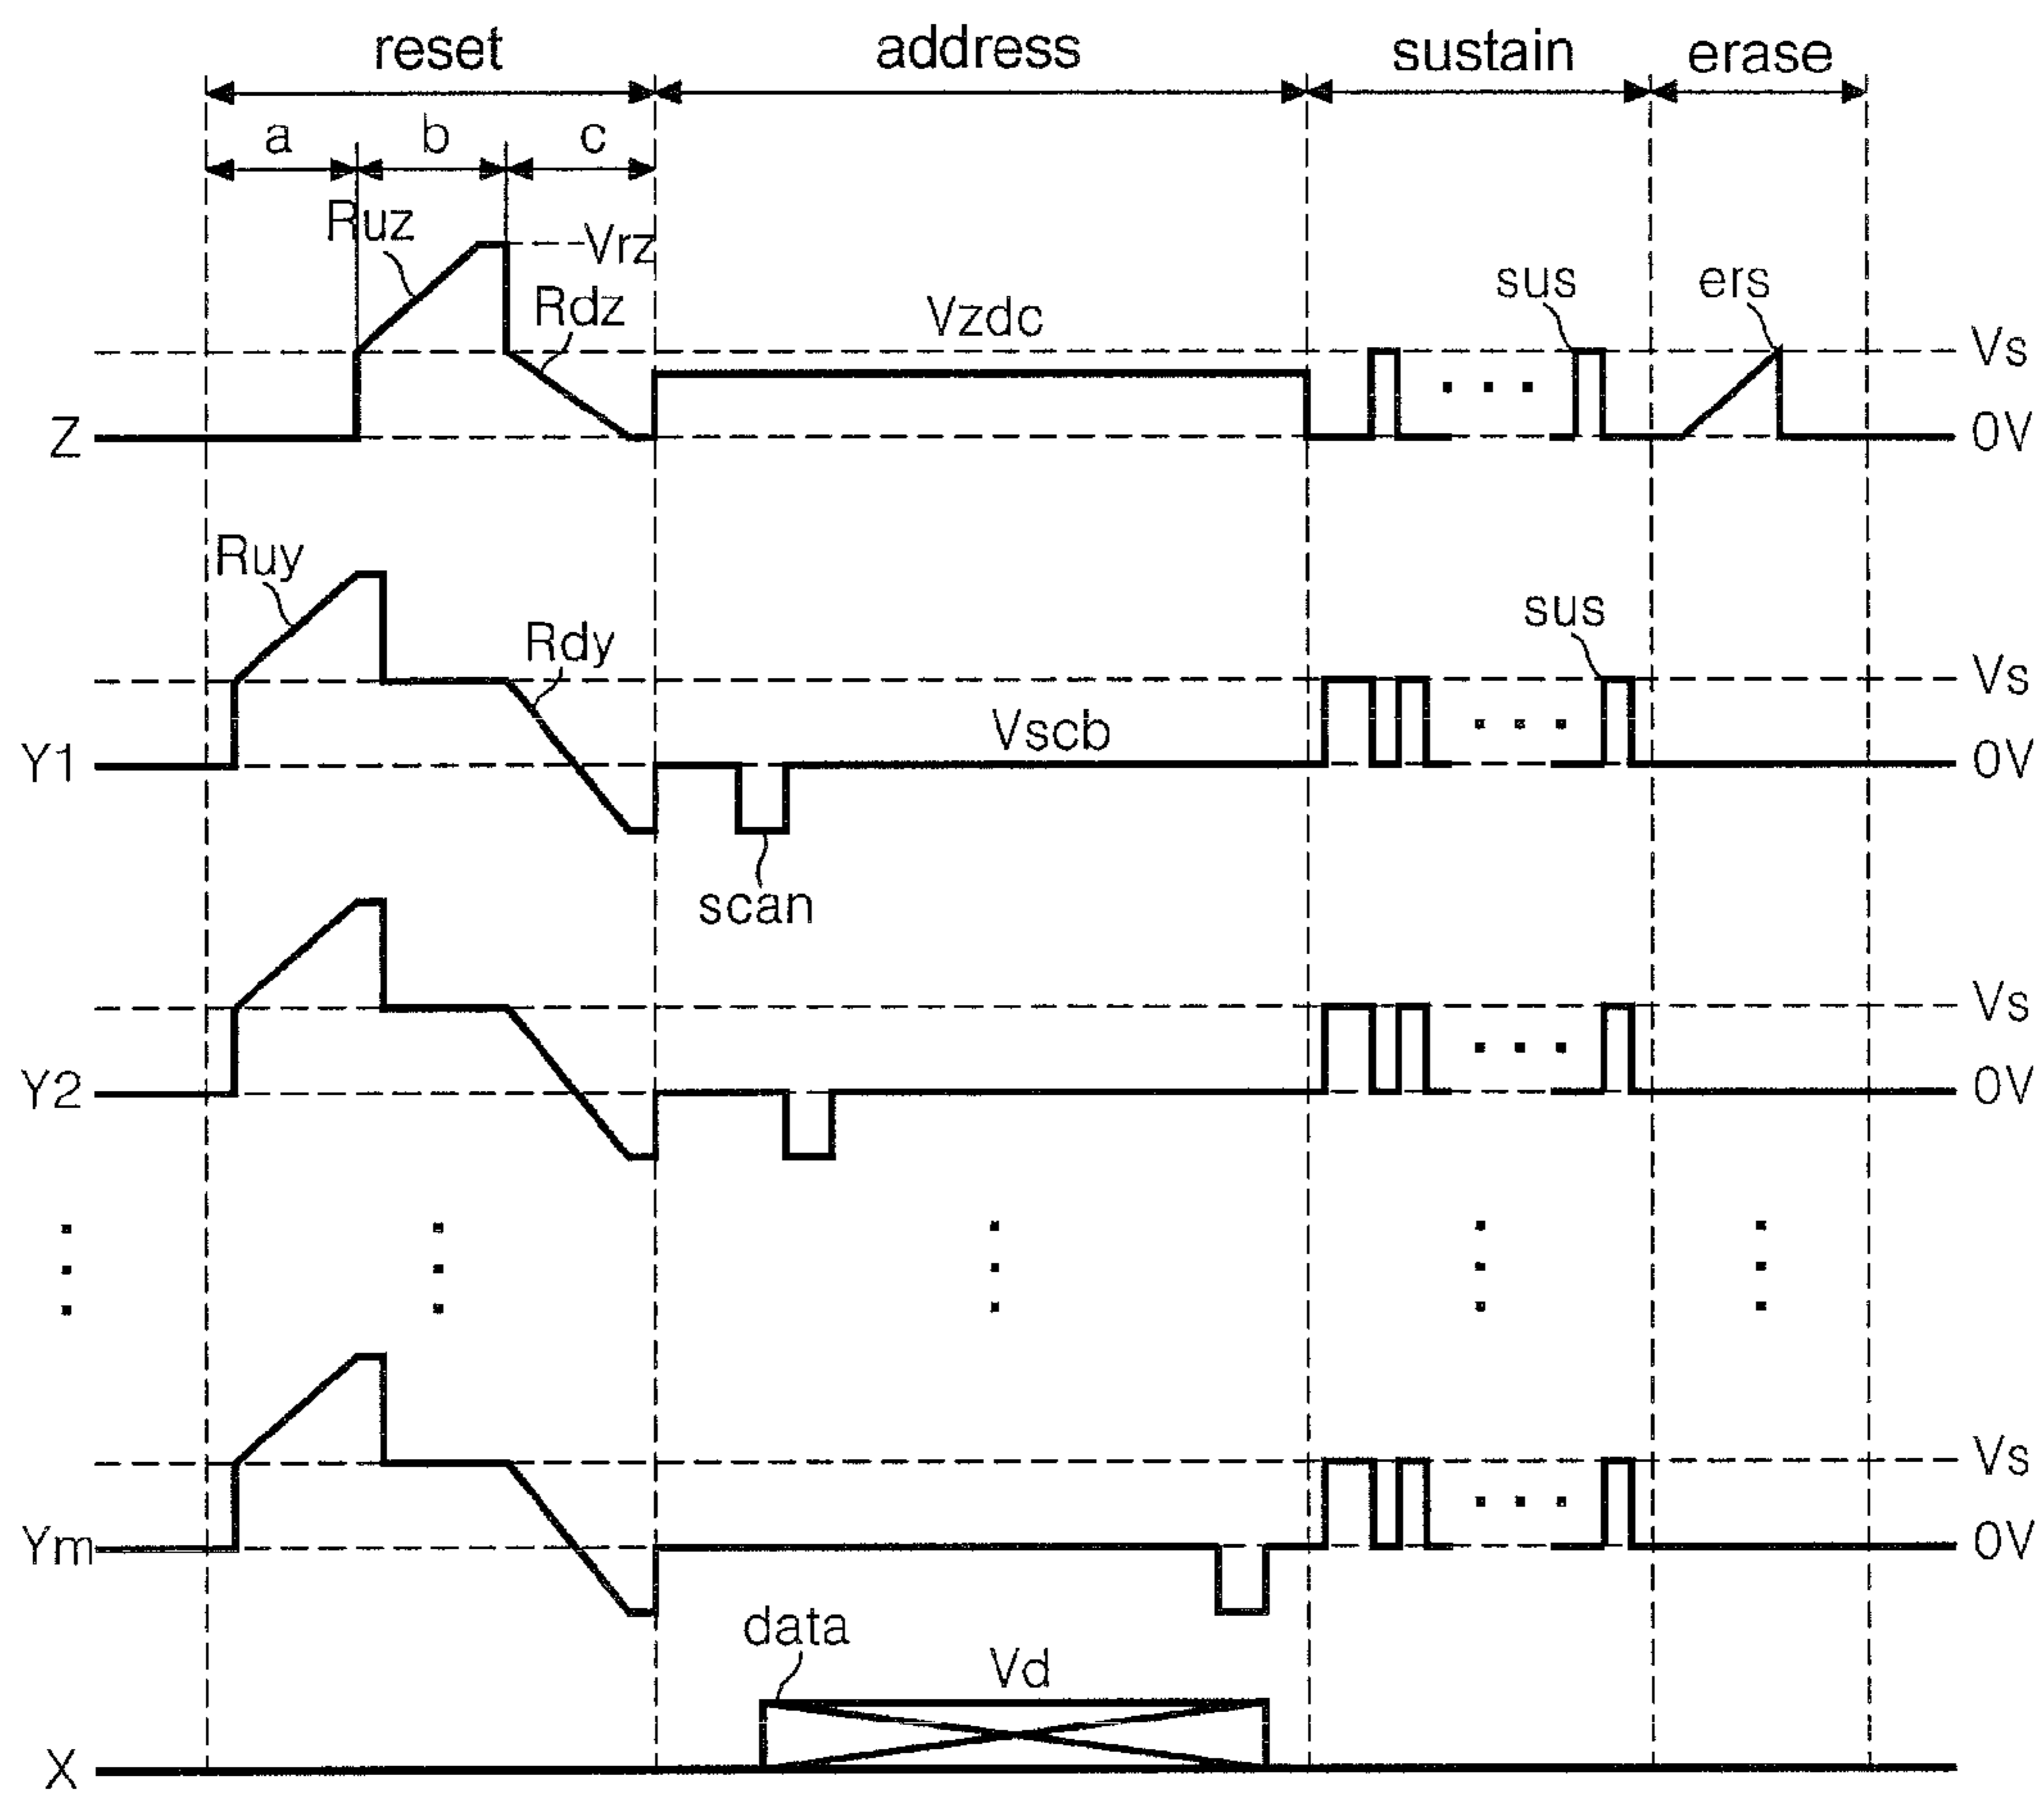 reset address sustain erase
a b c
Ruz Vrz
Rdz Vzdc sus ers Vs
Z 0V
Ruy
Rdy sus Vs
Y1 Vscb 0V
scan
Vs
Y2 0V
Vs
Ym 0V
data Vd
X